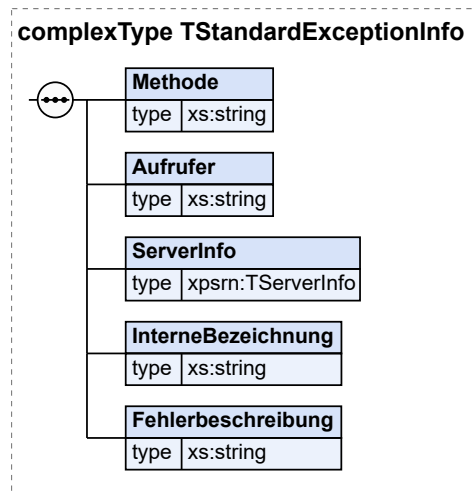 complexType TStandardExceptionInfo
Methode
type xs:string
Aufrufer
type xs:string
ServerInfo
type xpsrn:TServerInfo
InterneBezeichnung
type xs:string
Fehlerbeschreibung
type xs:string